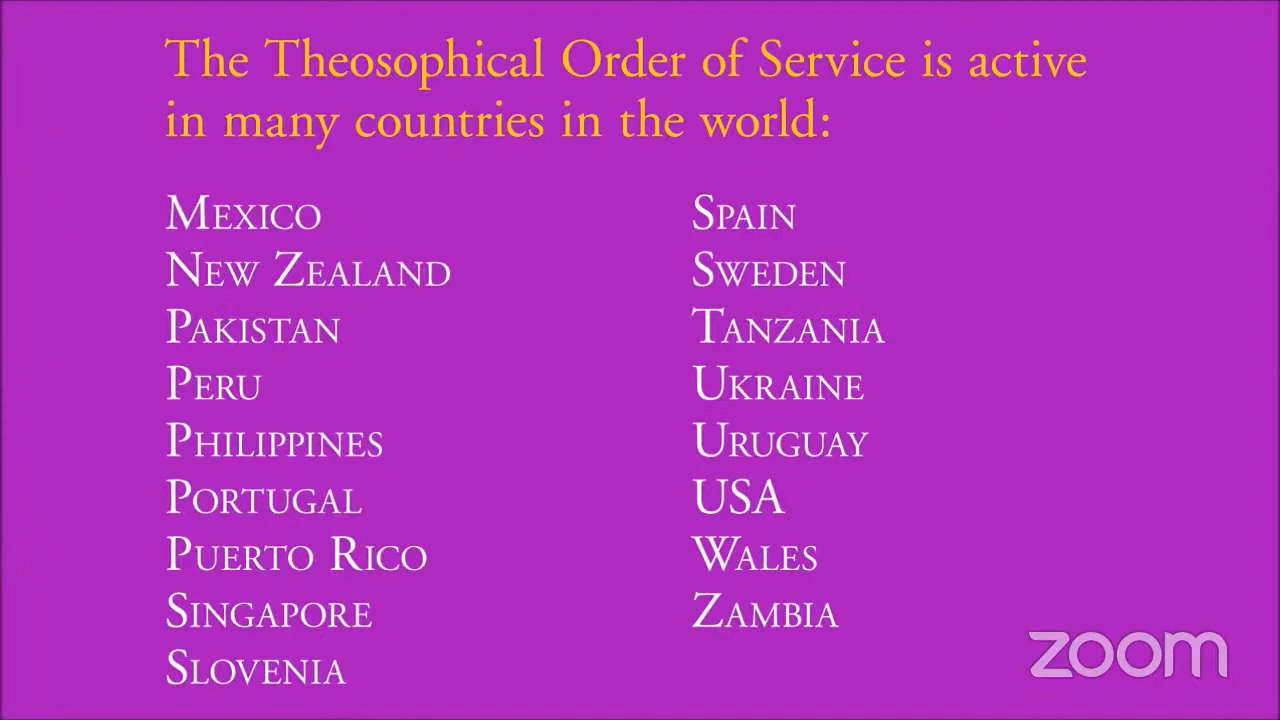 The Theosophical Order of Service is active
in many countries in the world:
Mexico
New Zealand
Pakistan
Peru
Philippines
Portugal
Puerto Rico
Singapore
Slovenia
Spain
Sweden
Tanzania
Ukraine
Uruguay
USA
Wales
Zambia
zoom